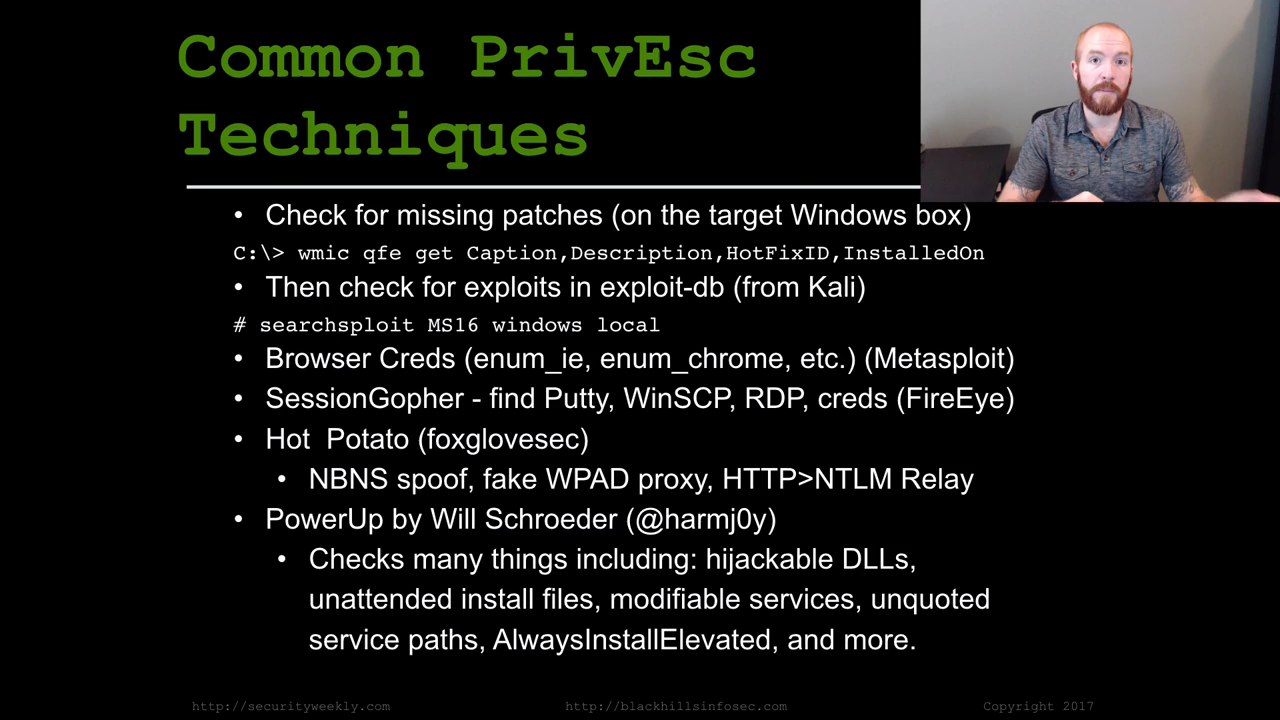 Common PrivEsc
Techniques
• Check for missing patches (on the target Windows box)
C:\> wmic qfe get Caption,Description,HotFixID,InstalledOn
• Then check for exploits in exploit-db (from Kali)
# searchsploit MS16 windows local
• Browser Creds (enum_ie, enum_chrome, etc.) (Metasploit)
• SessionGopher - find Putty, WinSCP, RDP, creds (FireEye)
• Hot  Potato (foxglovesec)
• NBNS spoof, fake WPAD proxy, HTTP>NTLM Relay
• PowerUp by Will Schroeder (@harmj0y)
• Checks many things including: hijackable DLLs,
unattended install files, modifiable services, unquoted
service paths, AlwaysInstallElevated, and more.
http://securityweekly.com http://blackhillsinfosec.com Copyright 2017